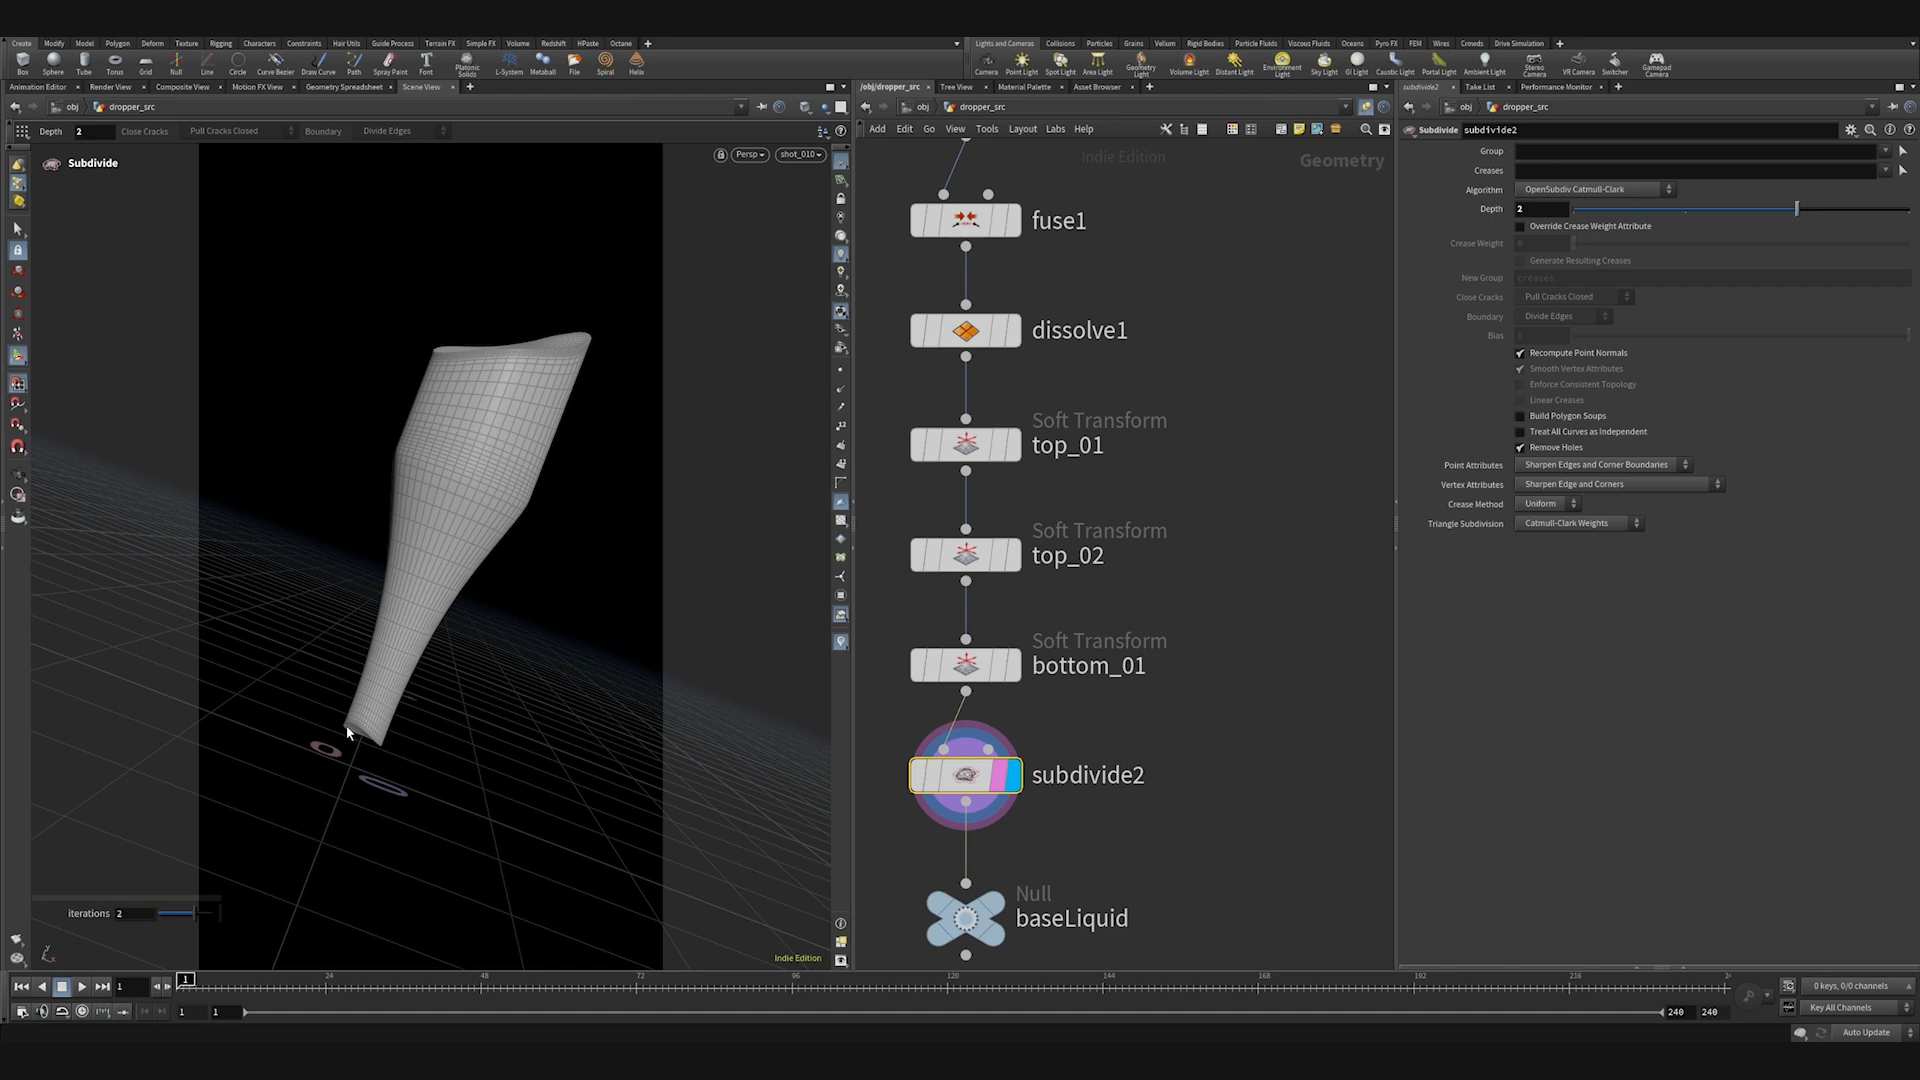 Create Modify Model Polygon Deform Texture Rigging Characters Constraints Hair Utils Guide Process Terrain FX Simple FX Volume Redshift HPaste Octane
Lights and Cameras Collisions Particles Grains Vellum Rigid Bodies Particle Fluids Viscous Fluids Oceans Pyro FX FEM Wires Crowds Drive Simulation
Box Sphere Tube Torus Grid Null Line Circle Curve Bezier Draw Curve Path Spray Paint Font Platonic Solids L-System Metaball File Spiral Helix
Camera Point Light Spot Light Area Light Geometry Light Volume Light Distant Light Environment Light Sky Light GI Light Caustic Light Portal Light Ambient Light Stereo Camera VR Camera Switcher Gamepad Camera
Animation Editor Render View Composite View Motion FX View Geometry Spreadsheet Scene View
/obj/dropper_src Tree View Material Palette Asset Browser
subdivide2 Take List Performance Monitor
obj dropper_src
obj dropper_src
obj dropper_src
Depth 2 Close Cracks Pull Cracks Closed Boundary Divide Edges
Add Edit Go View Tools Layout Labs Help
Subdivide subdivide2
Subdivide
Persp shot_010
Indie Edition
Geometry
fuse1
dissolve1
Soft Transform
top_01
Soft Transform
top_02
Soft Transform
bottom_01
subdivide2
Null
baseLiquid
Group
Creases
Algorithm OpenSubdiv Catmull-Clark
Depth 2
Override Crease Weight Attribute
Crease Weight
Generate Resulting Creases
New Group creases
Close Cracks Pull Cracks Closed
Boundary Divide Edges
Bias 1
Recompute Point Normals
Smooth Vertex Attributes
Enforce Consistent Topology
Linear Creases
Build Polygon Soups
Treat All Curves as Independent
Remove Holes
Point Attributes Sharpen Edges and Corner Boundaries
Vertex Attributes Sharpen Edge and Corners
Crease Method Uniform
Triangle Subdivision Catmull-Clark Weights
iterations 2
Indie Edition
1 1 24 48 72 96 120 144 168 192 216
0 keys, 0/0 channels
1 1 240 240
Key All Channels
Auto Update